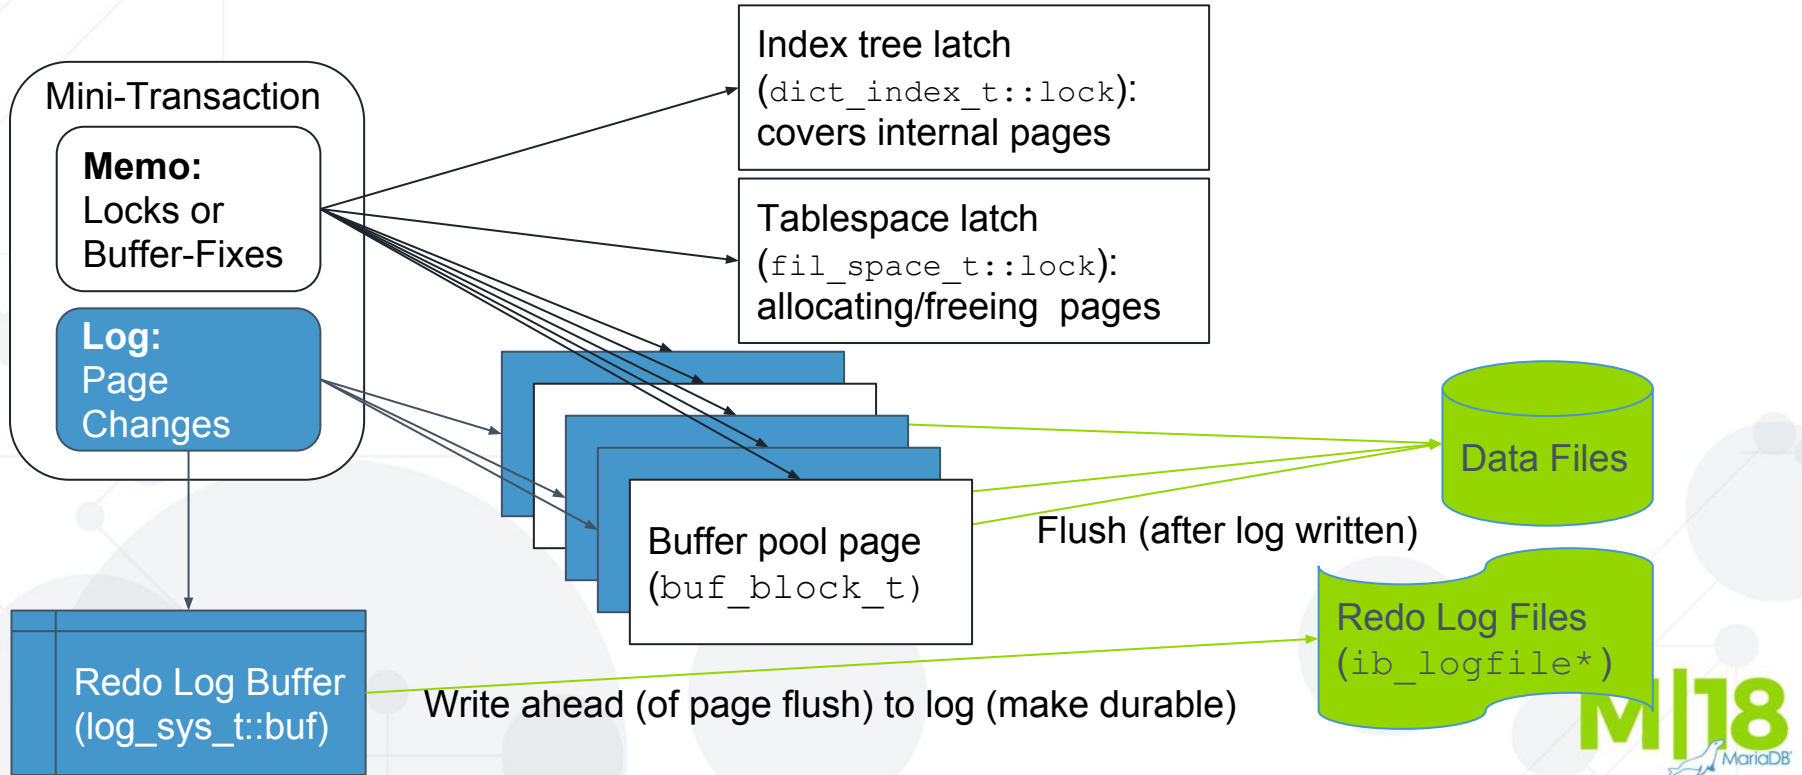 Mini-Transaction
Memo:
Locks or
Buffer-Fixes
Log:
Page
Changes
Index tree latch
(dict_index_t::lock):
covers internal pages
Tablespace latch
(fil_space_t::lock):
allocating/freeing pages
Buffer pool page
(buf_block_t)
Data Files
Flush (after log written)
Redo Log Files
(ib_logfile*)
Redo Log Buffer
(log_sys_t::buf)
Write ahead (of page flush) to log (make durable)
M|18
MariaDB